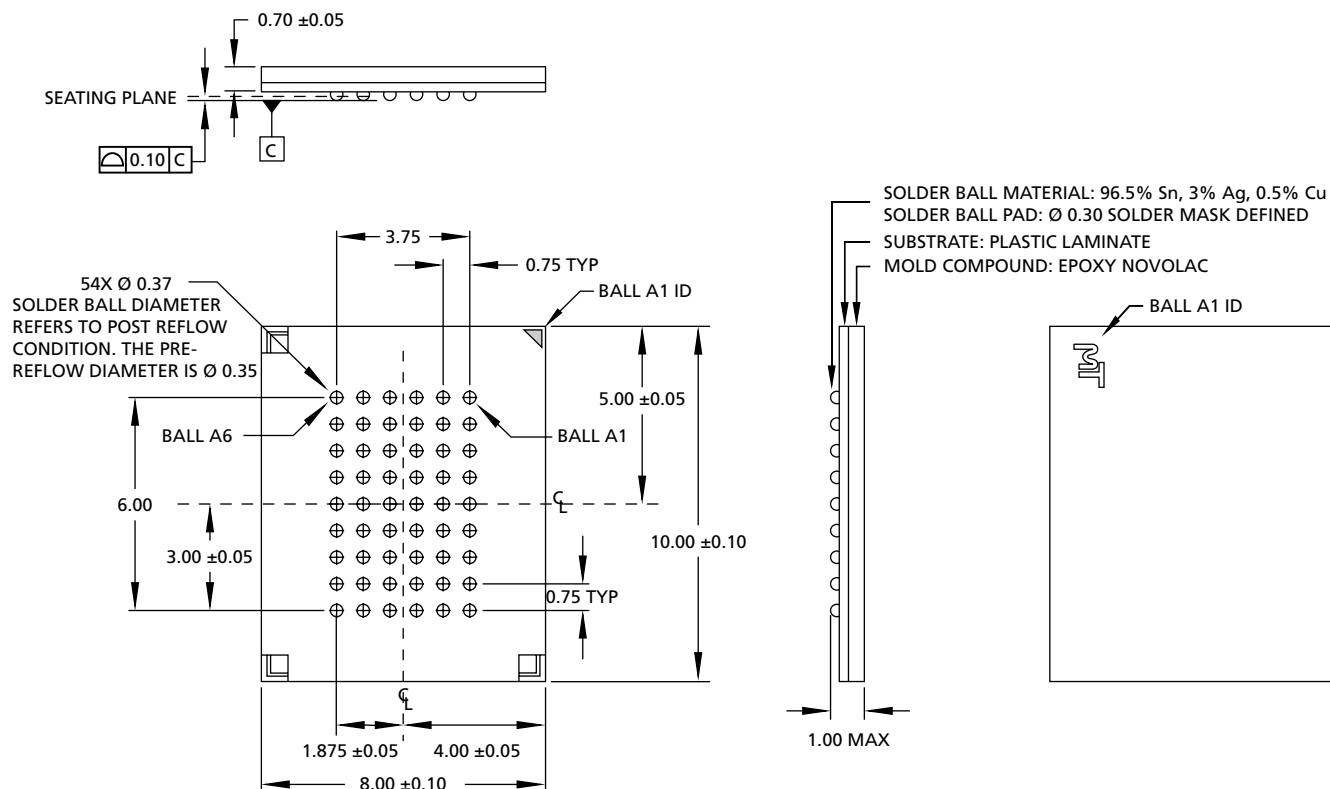 0.70 ±0.05
SEATING PLANE
0.10 C
C
SOLDER BALL MATERIAL: 96.5% Sn, 3% Ag, 0.5% Cu
SOLDER BALL PAD: Ø 0.30 SOLDER MASK DEFINED
SUBSTRATE: PLASTIC LAMINATE
MOLD COMPOUND: EPOXY NOVOLAC
3.75
0.75 TYP
54X Ø 0.37
SOLDER BALL DIAMETER
REFERS TO POST REFLOW
CONDITION. THE PRE-
REFLOW DIAMETER IS Ø 0.35
BALL A1 ID
BALL A1 ID
5.00 ±0.05
BALL A6
BALL A1
6.00
CL
3.00 ±0.05
10.00 ±0.10
0.75 TYP
CL
1.875 ±0.05
4.00 ±0.05
8.00 ±0.10
1.00 MAX